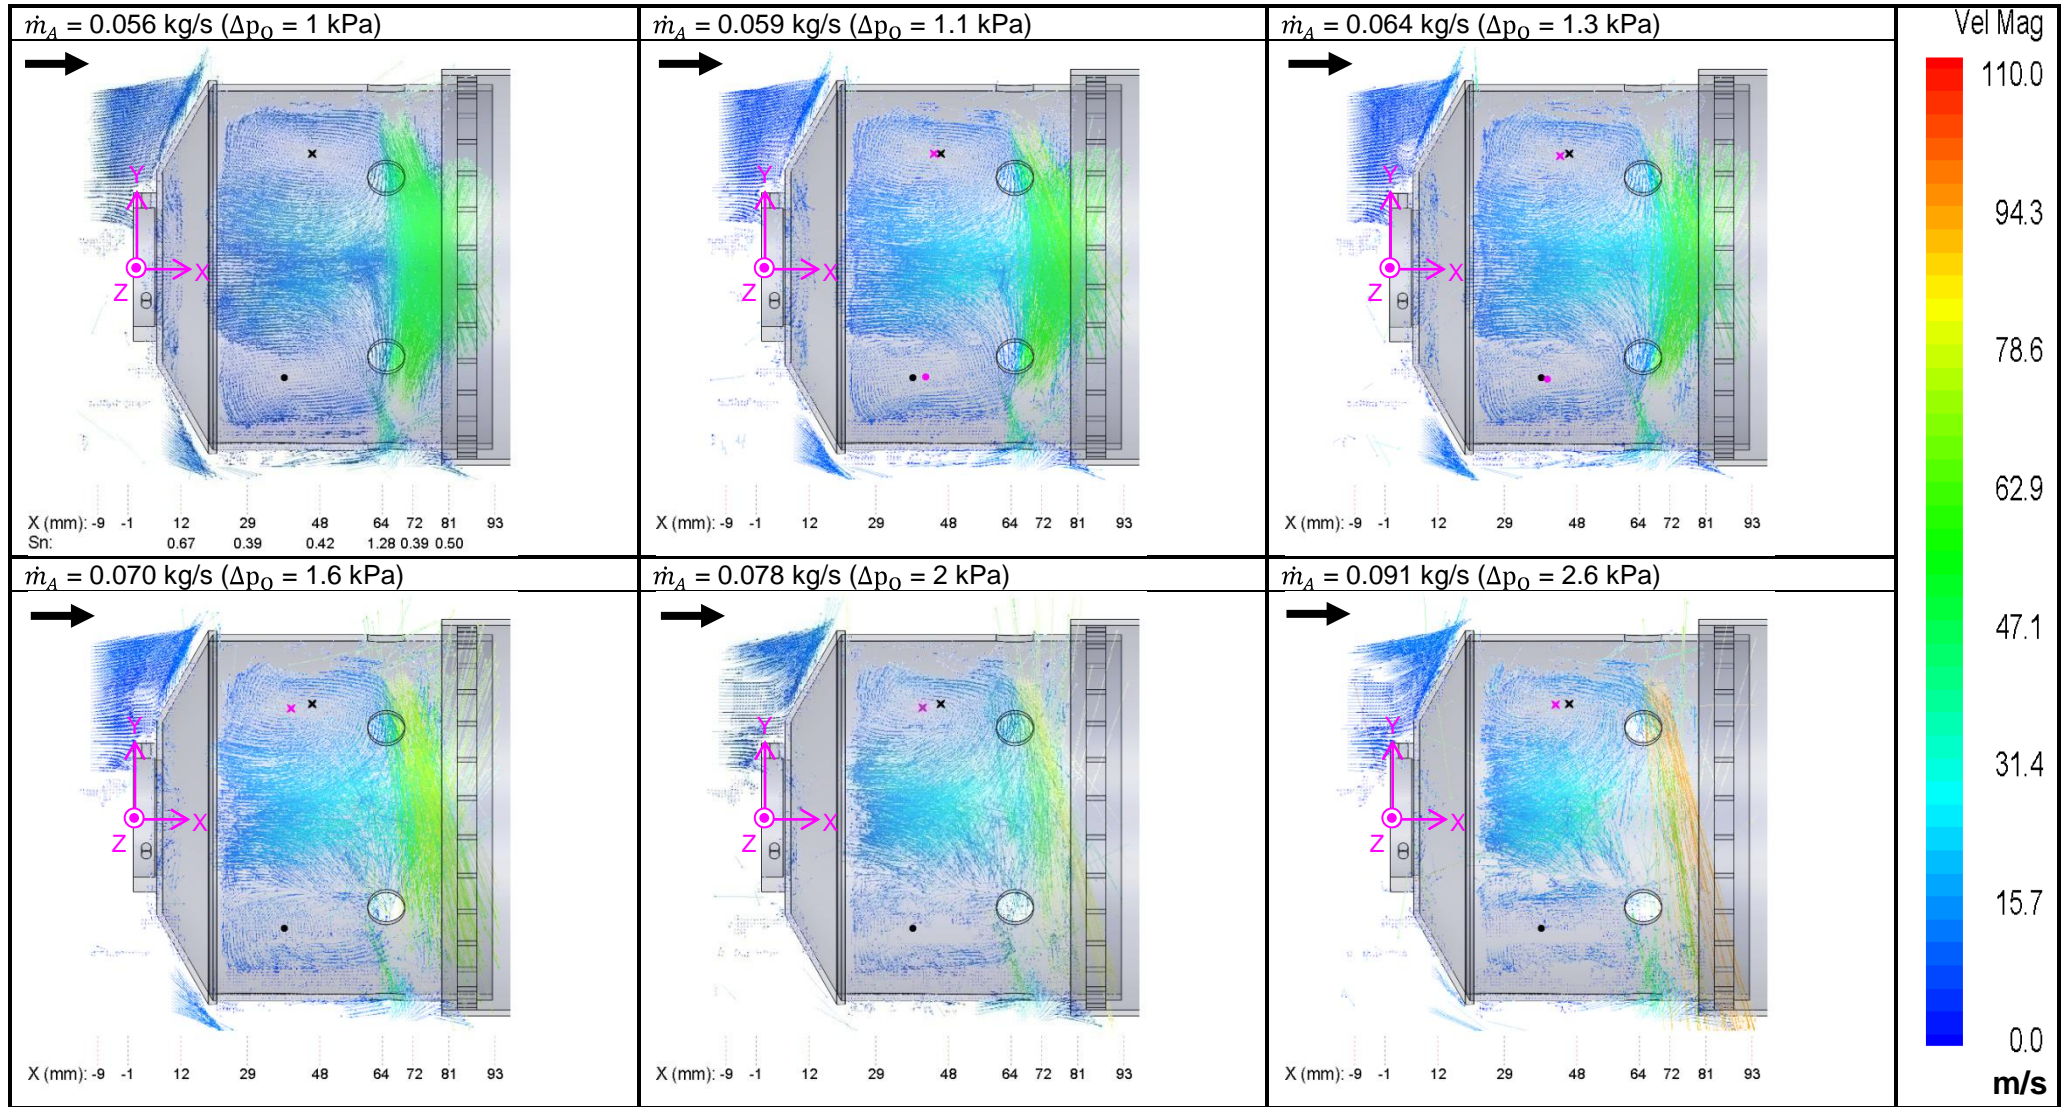 ṁA = 0.056 kg/s (Δp0 = 1 kPa)
ṁA = 0.059 kg/s (Δp0 = 1.1 kPa)
ṁA = 0.064 kg/s (Δp0 = 1.3 kPa)
Vel Mag
110.0
94.3
78.6
62.9
47.1
31.4
15.7
0.0
m/s
Y
X
Z
X (mm): -9 -1 12 29 48 64 72 81 93
Sn: 0.67 0.39 0.42 1.28 0.39 0.50
Y
X
Z
X (mm): -9 -1 12 29 48 64 72 81 93
Y
X
Z
X (mm): -9 -1 12 29 48 64 72 81 93
ṁA = 0.070 kg/s (Δp0 = 1.6 kPa)
ṁA = 0.078 kg/s (Δp0 = 2 kPa)
ṁA = 0.091 kg/s (Δp0 = 2.6 kPa)
Y
X
Z
X (mm): -9 -1 12 29 48 64 72 81 93
Y
X
Z
X (mm): -9 -1 12 29 48 64 72 81 93
Y
X
Z
X (mm): -9 -1 12 29 48 64 72 81 93